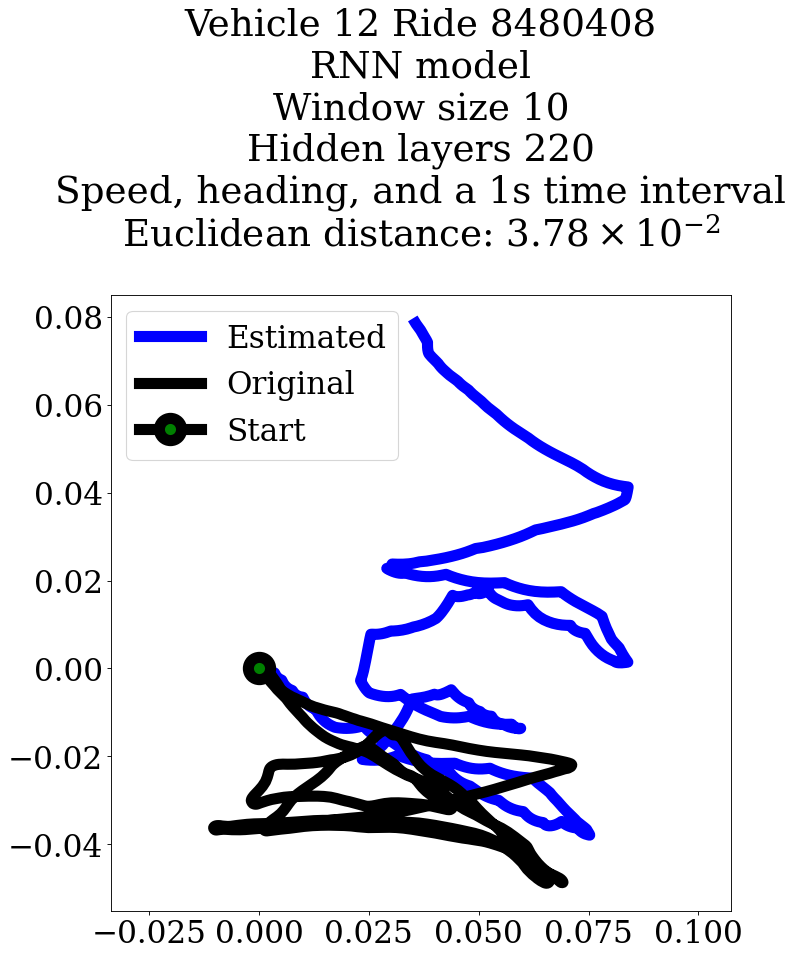 Vehicle 12 Ride 8480408
RNN model
Window size 10
Hidden layers 220
Speed, heading, and a 1s time interval
Euclidean distance: 3.78 × 10⁻²
Estimated
Original
Start
0.08
0.06
0.04
0.02
0.00
−0.02
−0.04
−0.025 0.000 0.025 0.050 0.075 0.100